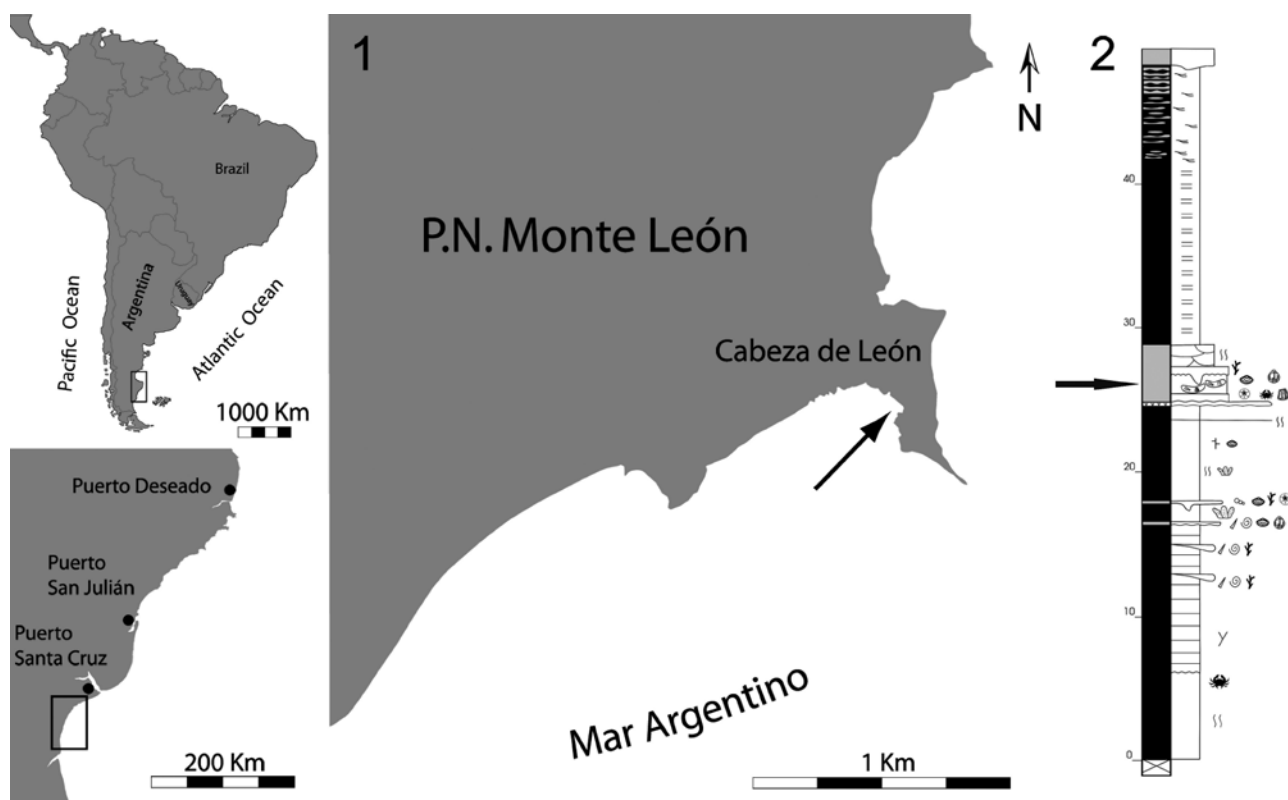 Brazil
Argentina
Uruguay
Pacific Ocean
Atlantic Ocean
1000 Km
Puerto Deseado
Puerto
San Julián
Puerto
Santa Cruz
200 Km
1
N
P.N. Monte León
Cabeza de León
Mar Argentino
1 Km
2
40
30
20
10
0